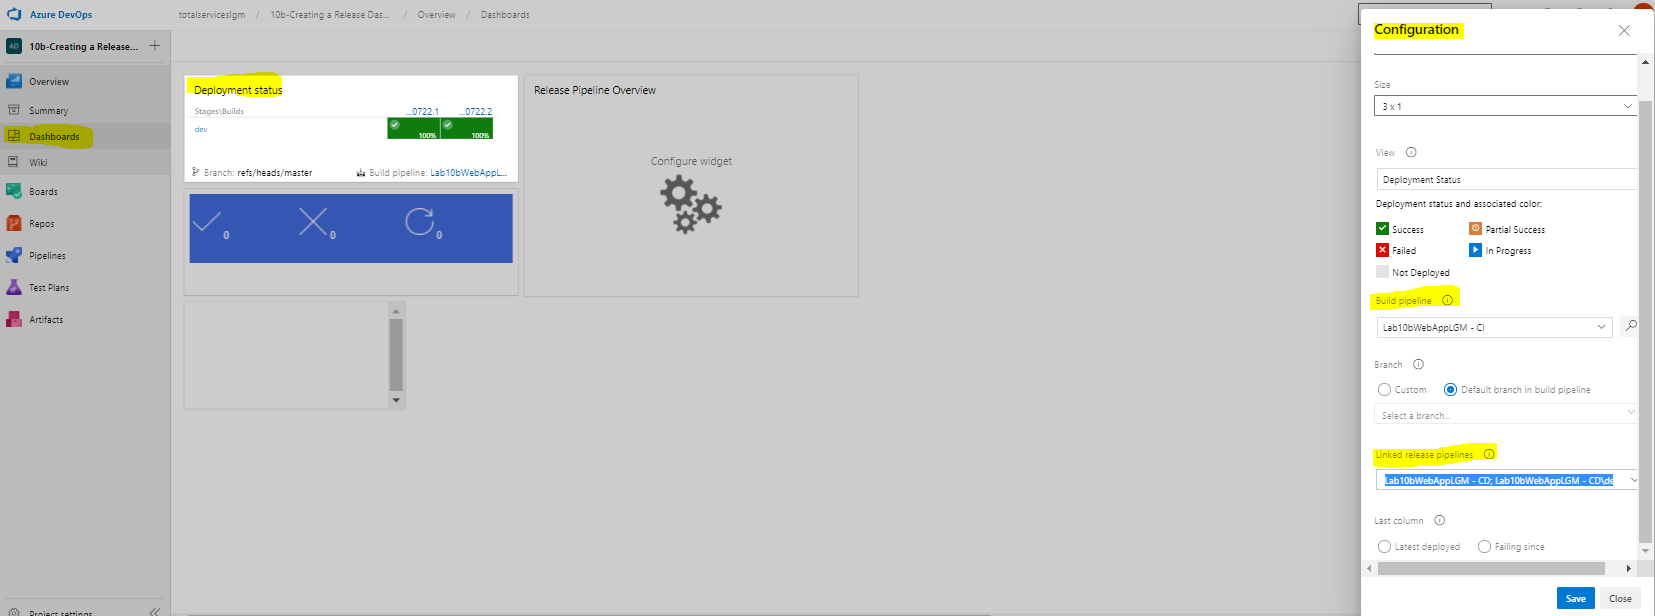 Azure DevOps
totalserviceslgm / 10b-Creating a Release Das... / Overview / Dashboards
AD 10b-Creating a Release...
Overview
Summary
Dashboards
Wiki
Boards
Repos
Pipelines
Test Plans
Artifacts
Project settings
Deployment status
Stages\Builds ...0722.1 ...0722.2
dev
100% 100%
Branch: refs/heads/master Build pipeline: Lab10bWebAppL...
0 0 0
Release Pipeline Overview
Configure widget
Configuration
Size
3 x 1
View
Deployment Status
Deployment status and associated color:
Success Partial Success
Failed In Progress
Not Deployed
Build pipeline
Lab10bWebAppLGM - CI
Branch
Custom Default branch in build pipeline
Select a branch...
Linked release pipelines
Lab10bWebAppLGM - CD; Lab10bWebAppLGM - CD\de
Last column
Latest deployed Failing since
Save Close